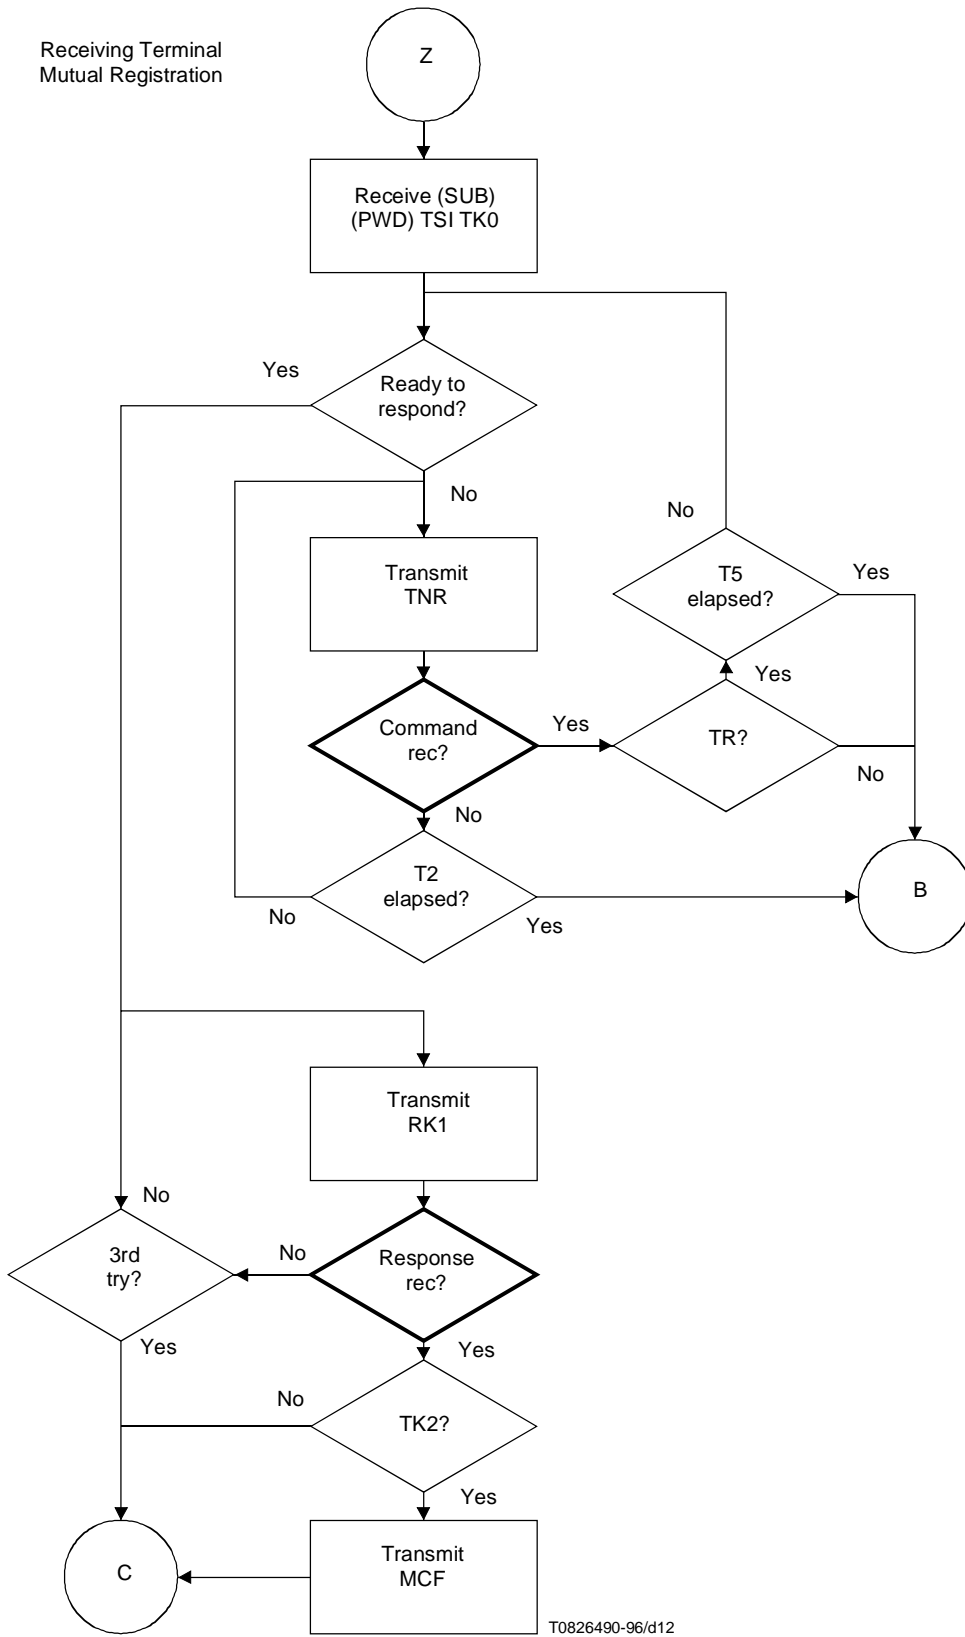 Receiving Terminal
Mutual Registration
Z
Receive (SUB)
(PWD) TSI TK0
Yes
Ready to
respond?
No
No
Transmit
TNR
T5
elapsed?
Yes
Yes
Command
rec?
Yes
TR?
No
No
T2
elapsed?
No
Yes
B
Transmit
RK1
No
3rd
try?
No
Response
rec?
Yes
Yes
No
TK2?
Yes
C
Transmit
MCF
T0826490-96/d12